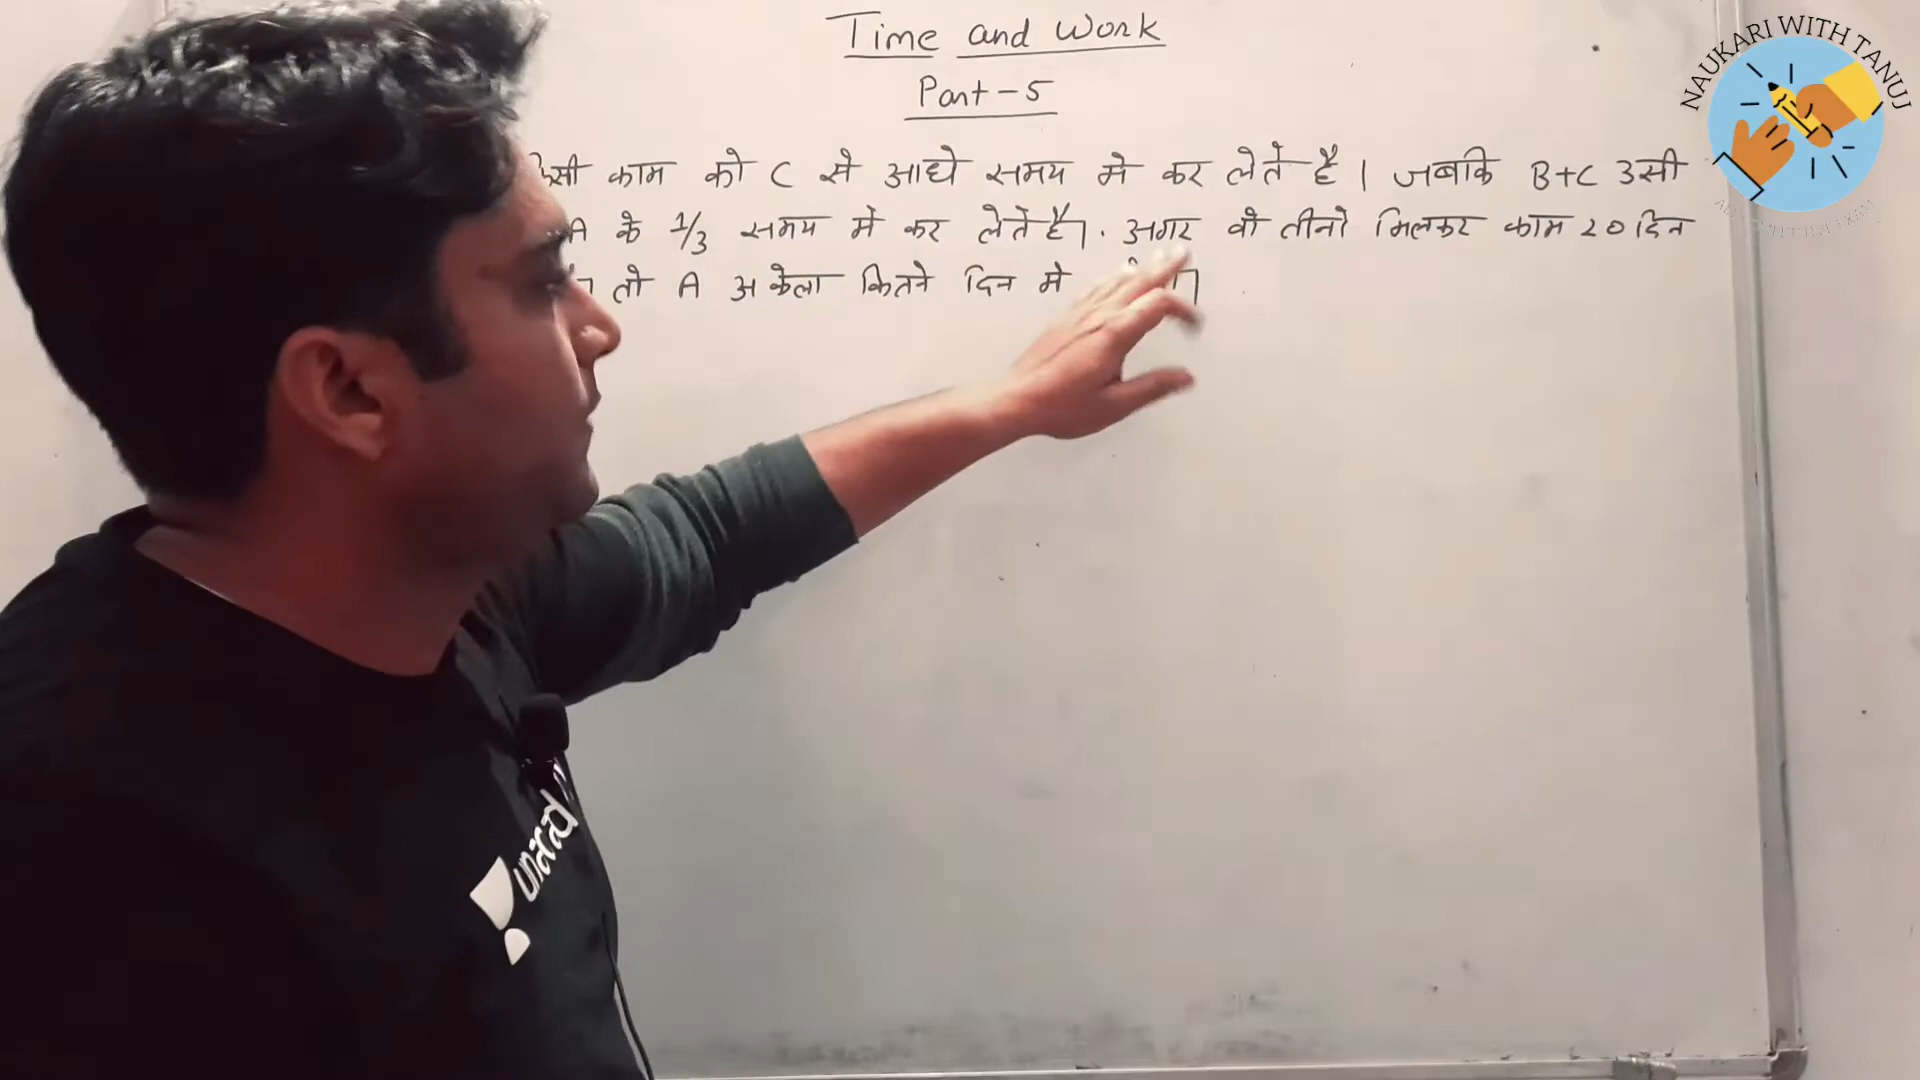 Time and Work
Part-5
काम को C से आधे समय मे कर लेते है । जबकि B+C उसी
A के 1/3 समय मे कर लेते है। . अगर वो तीनो मिलकर काम 20 दिन
तो A अकेला कितने दिन मे
NAUKARI WITH TANUJ
unacad